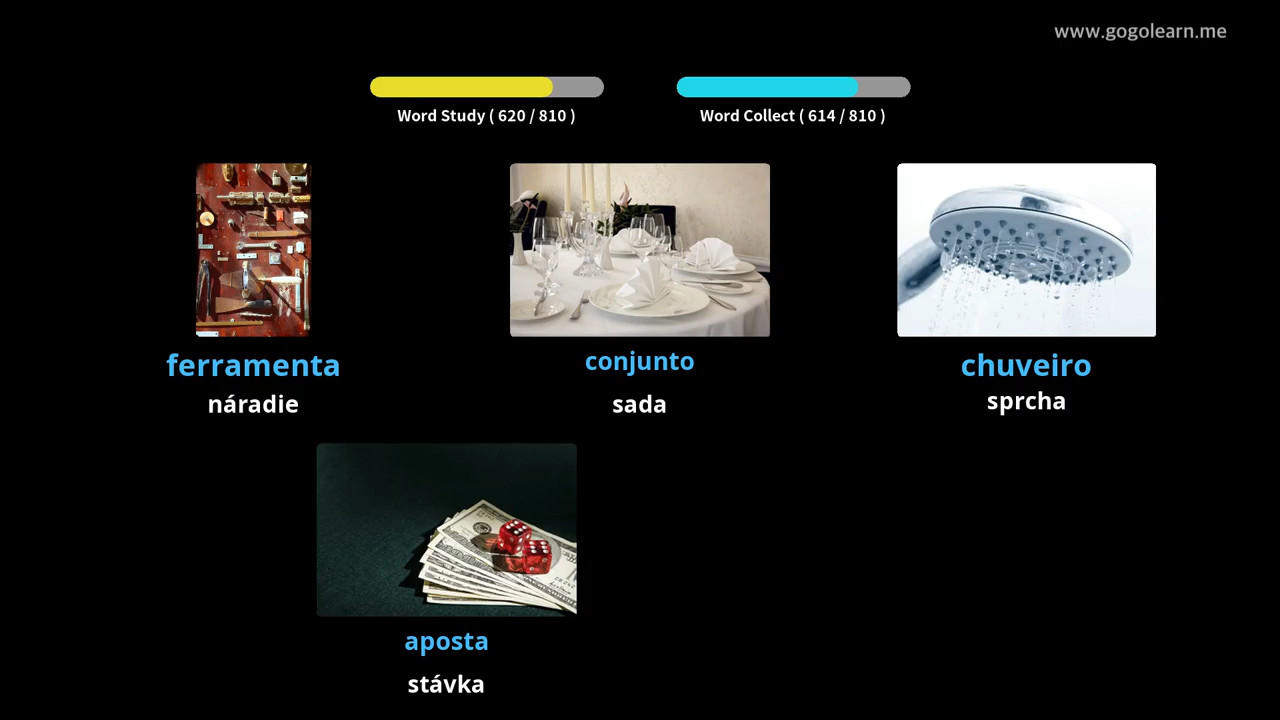 www.gogolearn.me
Word Study ( 620 / 810 )
Word Collect ( 614 / 810 )
ferramenta
náradie
conjunto
sada
chuveiro
sprcha
aposta
stávka